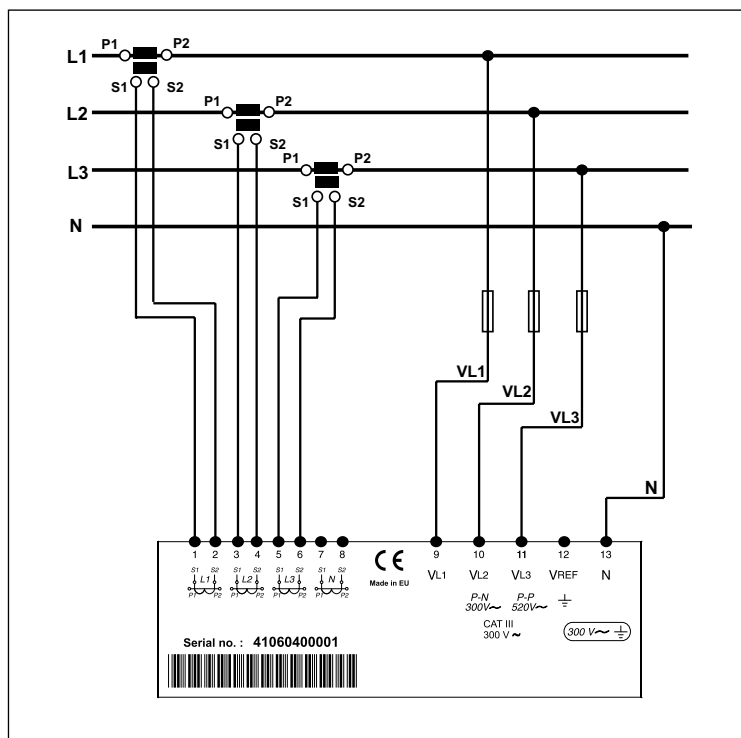 P1 P2
L1
S1 S2
P1 P2
L2
S1 S2
P1 P2
L3
S1 S2
N
VL1
VL2
VL3
N
1 2 3 4 5 6 7 8 9 10 11 12 13
S1 S2 S1 S2 S1 S2 S1 S2
L1 L2 L3 N
P1 P2 P1 P2 P1 P2 P1 P2
CE
Made in EU
VL1 VL2 VL3 VREF N
P-N P-P
300V~ 520V~
CAT III
300 V ~
300 V~
Serial no. : 41060400001